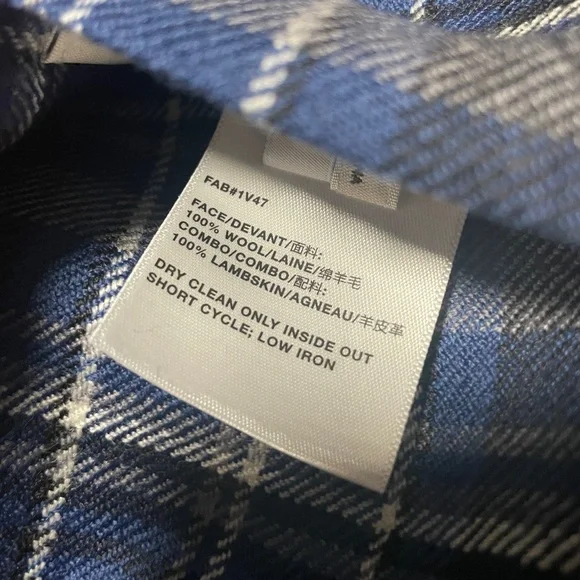 FAB#1V47
FACE/DEVANT/面料:
100% WOOL/LAINE/绵羊毛
COMBO/COMBO/配料:
100% LAMBSKIN/AGNEAU/羊皮革
DRY CLEAN ONLY INSIDE OUT
SHORT CYCLE; LOW IRON